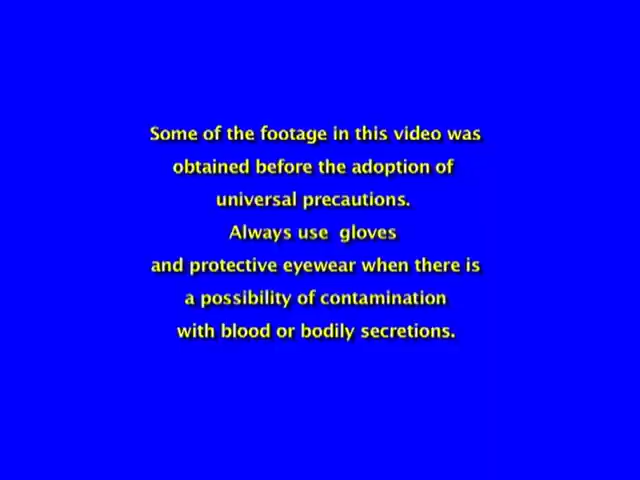 Some of the footage in this video was
obtained before the adoption of
universal precautions.
Always use  gloves
and protective eyewear when there is
a possibility of contamination
with blood or bodily secretions.